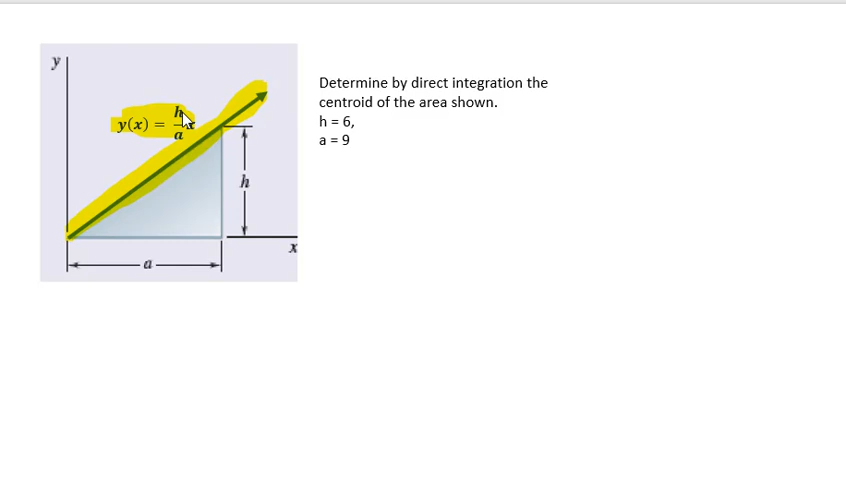 y
y(x) = h/a x
h
x
a
Determine by direct integration the
centroid of the area shown.
h = 6,
a = 9